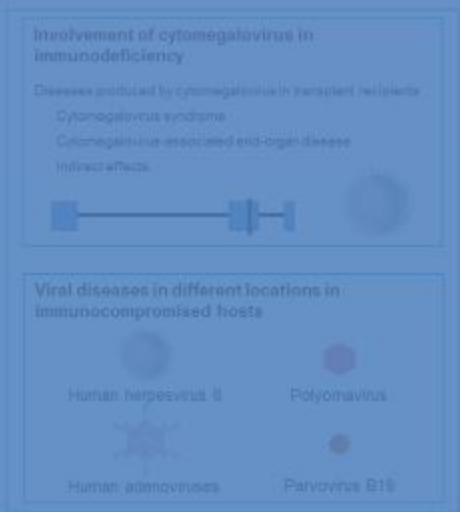 Involvement of cytomegalovirus in
immunodeficiency
Diseases produced by cytomegalovirus in transplant recipients
Cytomegalovirus syndrome
Cytomegalovirus-associated end-organ disease
Indirect effects
Viral diseases in different locations in
immunocompromised hosts
Human herpesvirus 6
Polyomavirus
Human adenoviruses
Parvovirus B19